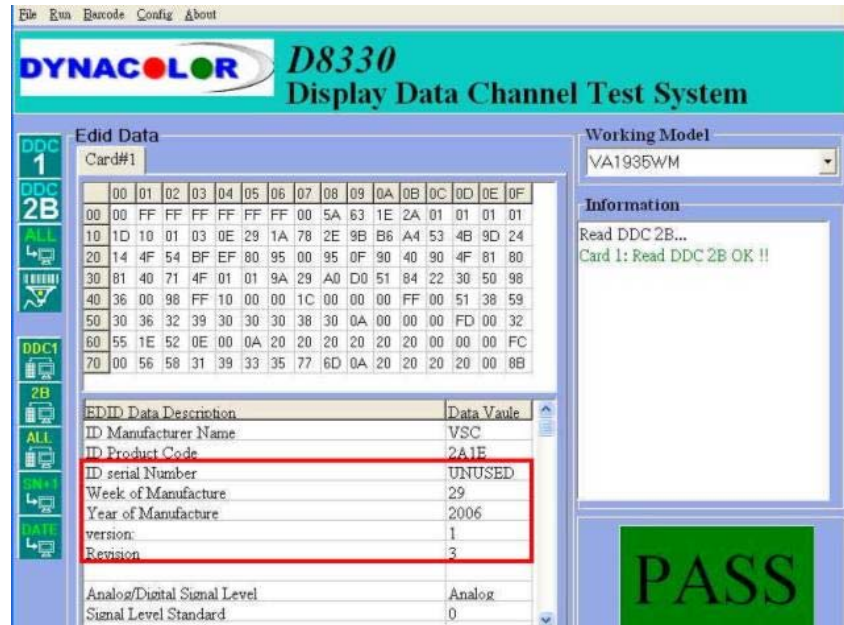 File Run Barcode Config About
DYNACOLOR
D8330
Display Data Channel Test System
DDC 1
DDC 2B
ALL
DDC1
2B
ALL
SN+1
DATE
Edid Data
Card#1
00 01 02 03 04 05 06 07 08 09 0A 0B 0C 0D 0E 0F
00 00 FF FF FF FF FF FF 00 5A 63 1E 2A 01 01 01 01
10 1D 10 01 03 0E 29 1A 78 2E 9B B6 A4 53 4B 9D 24
20 14 4F 54 BF EF 80 95 00 95 0F 90 40 90 4F 81 80
30 81 40 71 4F 01 01 9A 29 A0 D0 51 84 22 30 50 98
40 36 00 98 FF 10 00 00 1C 00 00 00 FF 00 51 38 59
50 30 36 32 39 30 30 30 38 30 0A 00 00 00 FD 00 32
60 55 1E 52 0E 00 0A 20 20 20 20 20 20 00 00 00 FC
70 00 56 58 31 39 33 35 77 6D 0A 20 20 20 20 00 8B
EDID Data Description Data Vaule
ID Manufacturer Name VSC
ID Product Code 2A1E
ID serial Number UNUSED
Week of Manufacture 29
Year of Manufacture 2006
version: 1
Revision 3
Analog/Digital Signal Level Analog
Signal Level Standard 0
Working Model
VA1935WM
Information
Read DDC 2B...
Card 1: Read DDC 2B OK !!
PASS